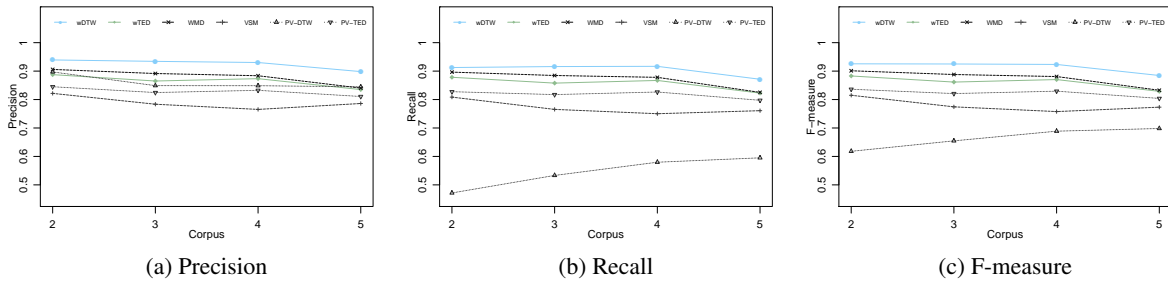 wDTW wTED WMD VSM PV-DTW PV-TED
Precision
1
0.9
0.8
0.7
0.6
0.5
2 3 4 5
Corpus
(a) Precision
wDTW wTED WMD VSM PV-DTW PV-TED
Recall
1
0.9
0.8
0.7
0.6
0.5
2 3 4 5
Corpus
(b) Recall
wDTW wTED WMD VSM PV-DTW PV-TED
F-measure
1
0.9
0.8
0.7
0.6
0.5
2 3 4 5
Corpus
(c) F-measure